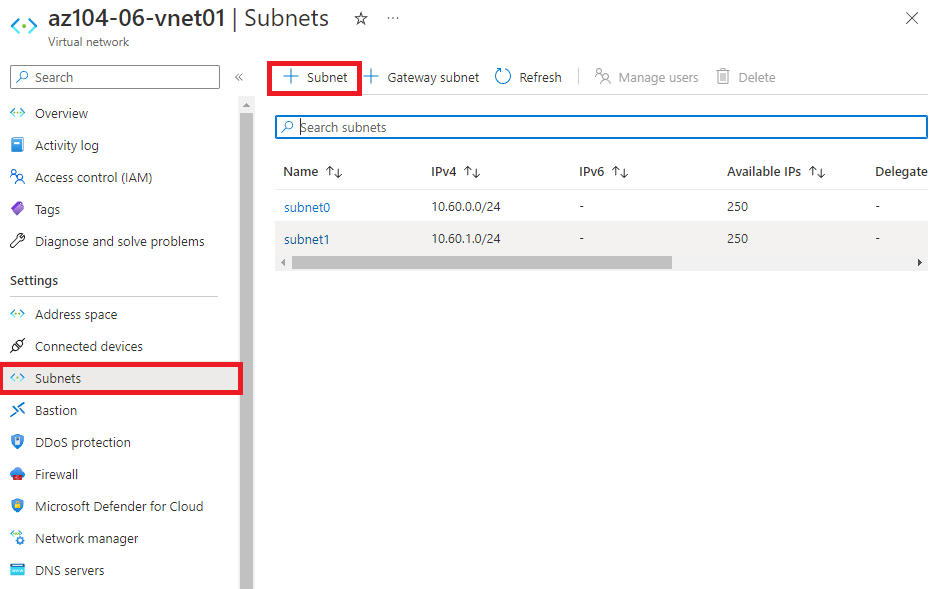 az104-06-vnet01 | Subnets
Virtual network
Search
Overview
Activity log
Access control (IAM)
Tags
Diagnose and solve problems
Settings
Address space
Connected devices
Subnets
Bastion
DDoS protection
Firewall
Microsoft Defender for Cloud
Network manager
DNS servers
Subnet Gateway subnet Refresh Manage users Delete
Search subnets
Name IPv4 IPv6 Available IPs Delegate
subnet0 10.60.0.0/24 - 250 -
subnet1 10.60.1.0/24 - 250 -